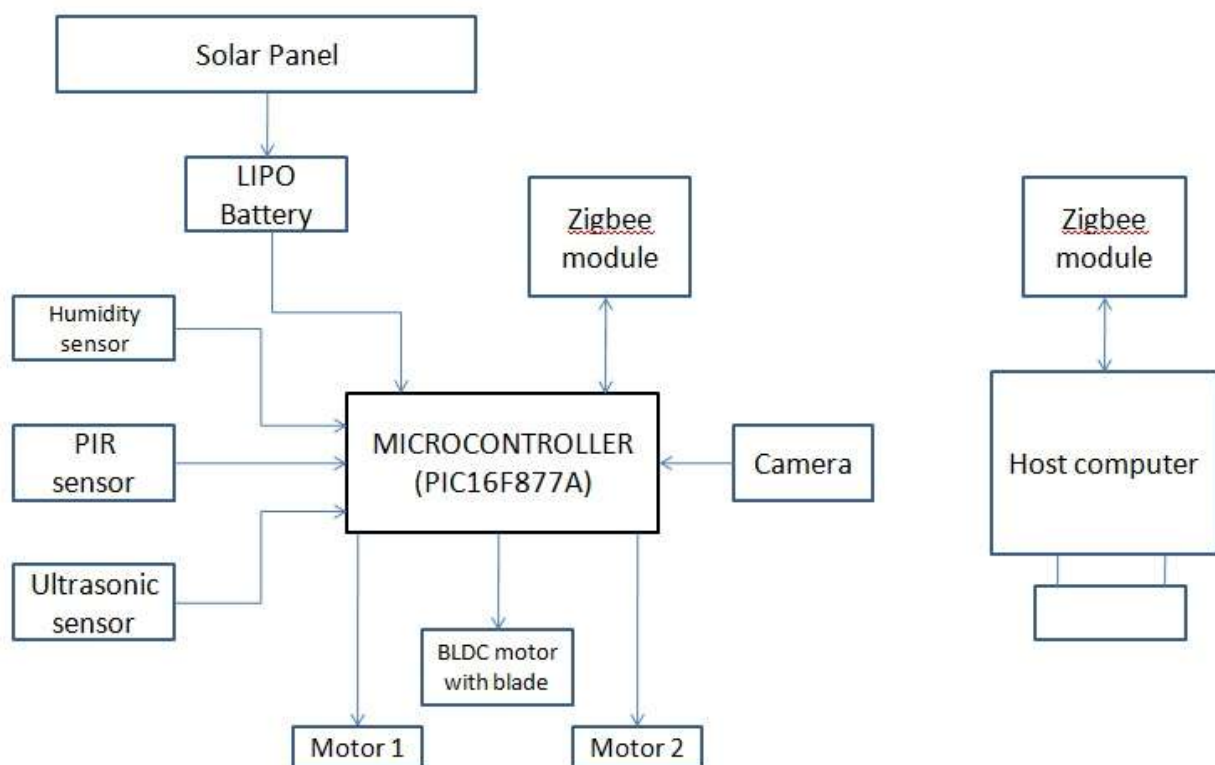 Solar Panel
LIPO
Battery
Zigbee
module
Zigbee
module
Humidity
sensor
PIR
sensor
MICROCONTROLLER
(PIC16F877A)
Camera
Host computer
Ultrasonic
sensor
BLDC motor
with blade
Motor 1
Motor 2